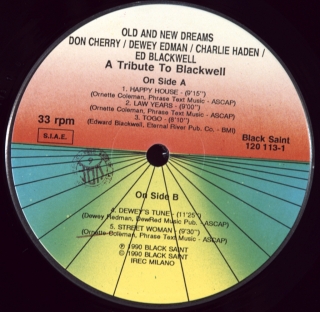 OLD AND NEW DREAMS
DON CHERRY / DEWEY EDMAN / CHARLIE HADEN /
ED BLACKWELL
A Tribute To Blackwell
On Side A
1. HAPPY HOUSE - (9'15'')
(Ornette Coleman, Phrase Text Music - ASCAP)
2. LAW YEARS - (9'00'')
(Ornette Coleman, Phrase Text Music - ASCAP)
3. TOGO - (8'10'')
(Edward Blackwell, Eternal River Pub. Co. - BMI)
33 rpm
S.I.A.E.
Black Saint
120 113-1
On Side B
4. DEWEY'S TUNE - (11'25'')
(Dewey Redman, DewRed Music Pub. - ASCAP)
5. STREET WOMAN - (9'30'')
(Ornette Coleman, Phrase Text Music - ASCAP)
℗ 1990 BLACK SAINT
© 1990 BLACK SAINT
IREC MILANO